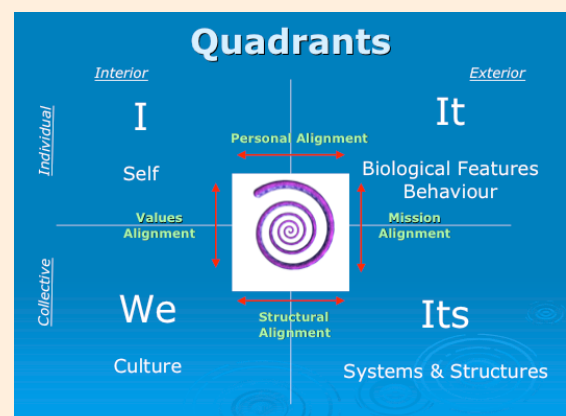 Quadrants
Interior
Exterior
Individual
I
It
Personal Alignment
Self
Biological Features
Behaviour
Values
Alignment
Mission
Alignment
Collective
We
Its
Structural
Alignment
Culture
Systems & Structures